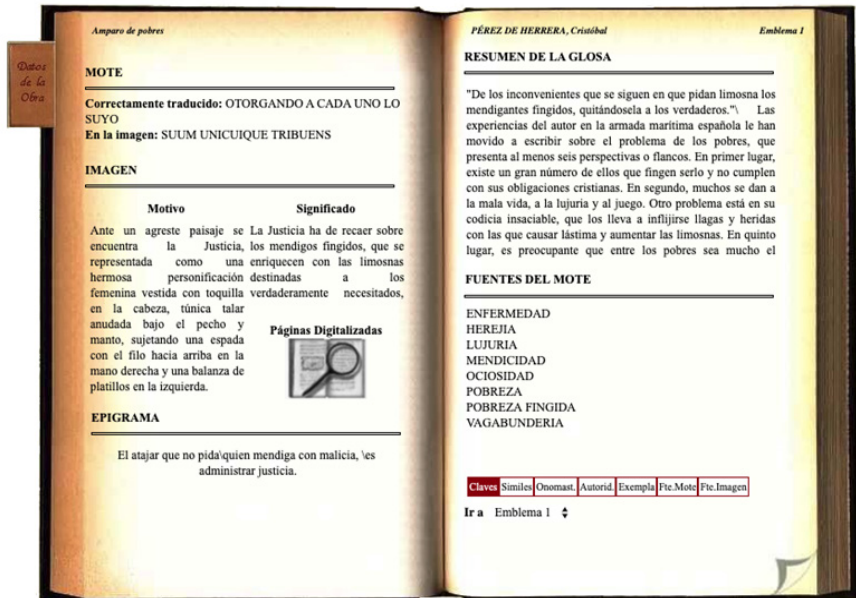 Datos
de la
Obra
Amparo de pobres
MOTE
Correctamente traducido: OTORGANDO A CADA UNO LO
SUYO
En la imagen: SUUM UNICUIQUE TRIBUENS
IMAGEN
Motivo
Ante un agreste paisaje se
encuentra la Justicia,
representada como una
hermosa personificación
femenina vestida con toquilla
en la cabeza, túnica talar
anudada bajo el pecho y
manto, sujetando una espada
con el filo hacia arriba en la
mano derecha y una balanza de
platillos en la izquierda.
Significado
La Justicia ha de recaer sobre
los mendigos fingidos, que se
enriquecen con las limosnas
destinadas a los
verdaderamente necesitados,
Páginas Digitalizadas
EPIGRAMA
El atajar que no pida\quien mendiga con malicia, \es
administrar justicia.
PÉREZ DE HERRERA, Cristóbal Emblema 1
RESUMEN DE LA GLOSA
"De los inconvenientes que se siguen en que pidan limosna los
mendigantes fingidos, quitándosela a los verdaderos."\ Las
experiencias del autor en la armada marítima española le han
movido a escribir sobre el problema de los pobres, que
presenta al menos seis perspectivas o flancos. En primer lugar,
existe un gran número de ellos que fingen serlo y no cumplen
con sus obligaciones cristianas. En segundo, muchos se dan a
la mala vida, a la lujuria y al juego. Otro problema está en su
codicia insaciable, que los lleva a inflijirse llagas y heridas
con las que causar lástima y aumentar las limosnas. En quinto
lugar, es preocupante que entre los pobres sea mucho el
FUENTES DEL MOTE
ENFERMEDAD
HEREJIA
LUJURIA
MENDICIDAD
OCIOSIDAD
POBREZA
POBREZA FINGIDA
VAGABUNDERIA
Claves Similes Onomast. Autorid. Exempla Fte.Mote Fte.Imagen
Ir a Emblema 1